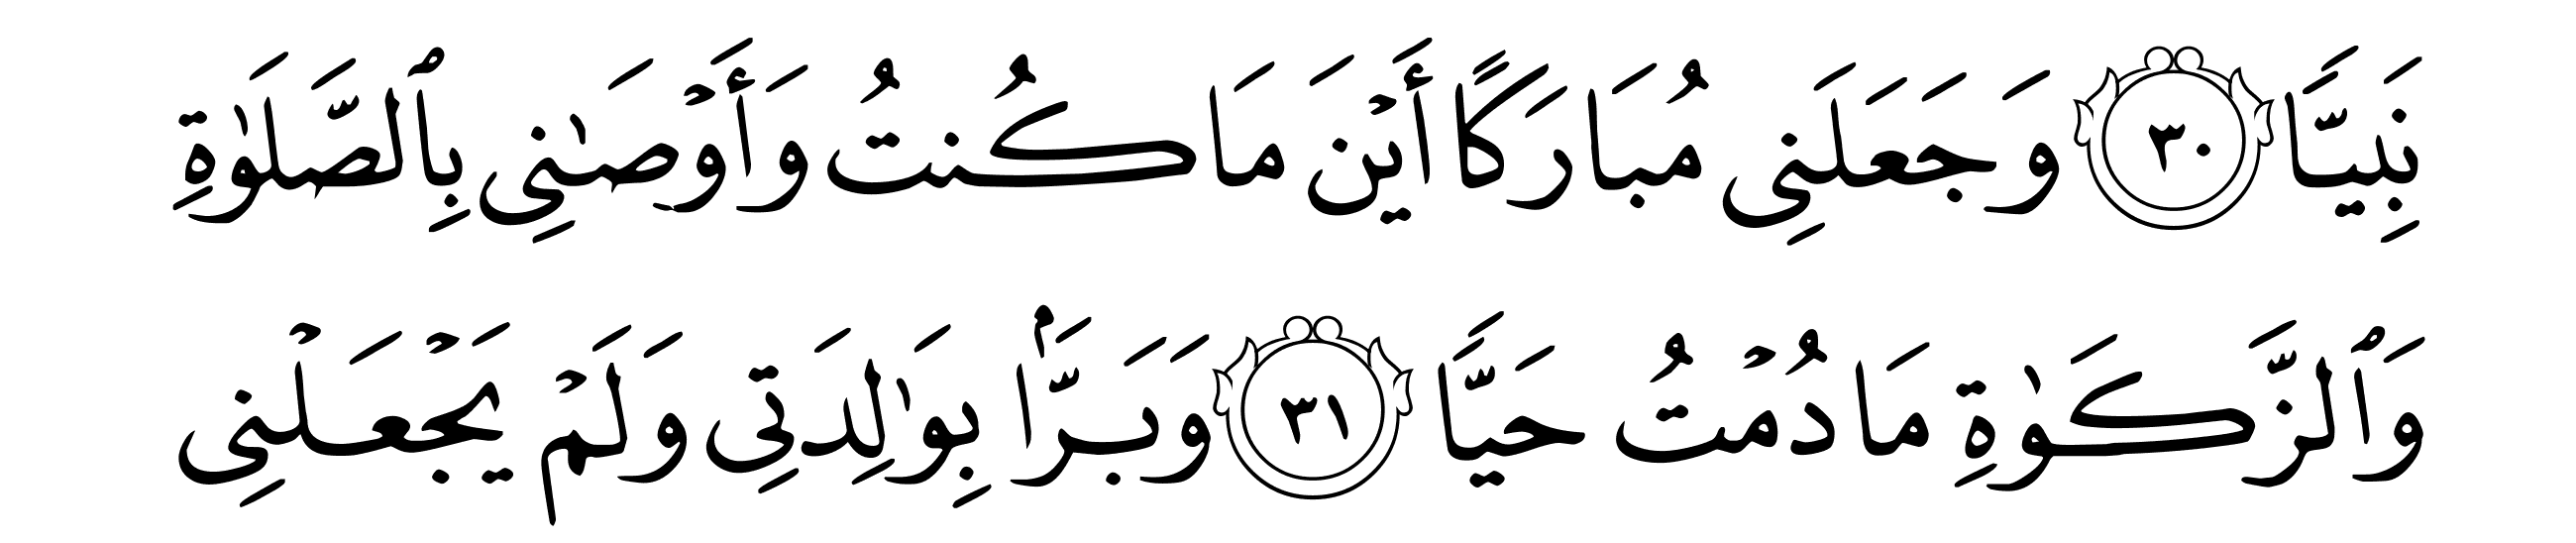 نَبِيًّا ٣٠ وَجَعَلَنِى مُبَارَكًا أَيْنَ مَا كُنتُ وَأَوْصَٰنِى بِٱلصَّلَوٰةِ
وَٱلزَّكَوٰةِ مَا دُمْتُ حَيًّا ٣١ وَبَرًّۢا بِوَٰلِدَتِى وَلَمْ يَجْعَلْنِى